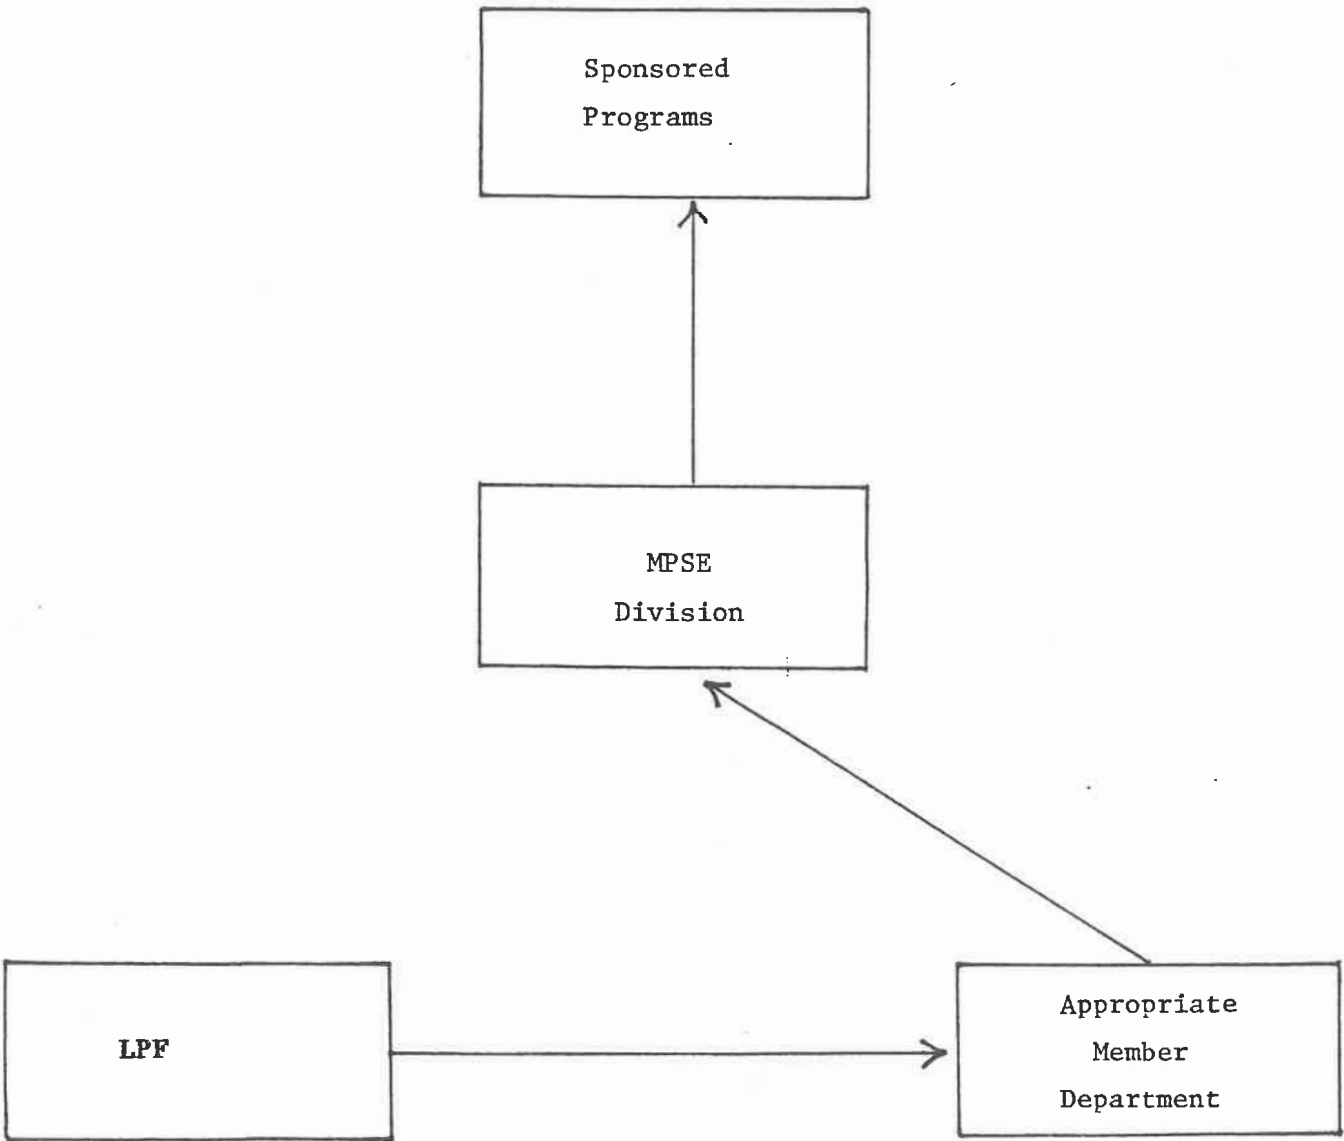 Sponsored
Programs
MPSE
Division
LPF
Appropriate
Member
Department